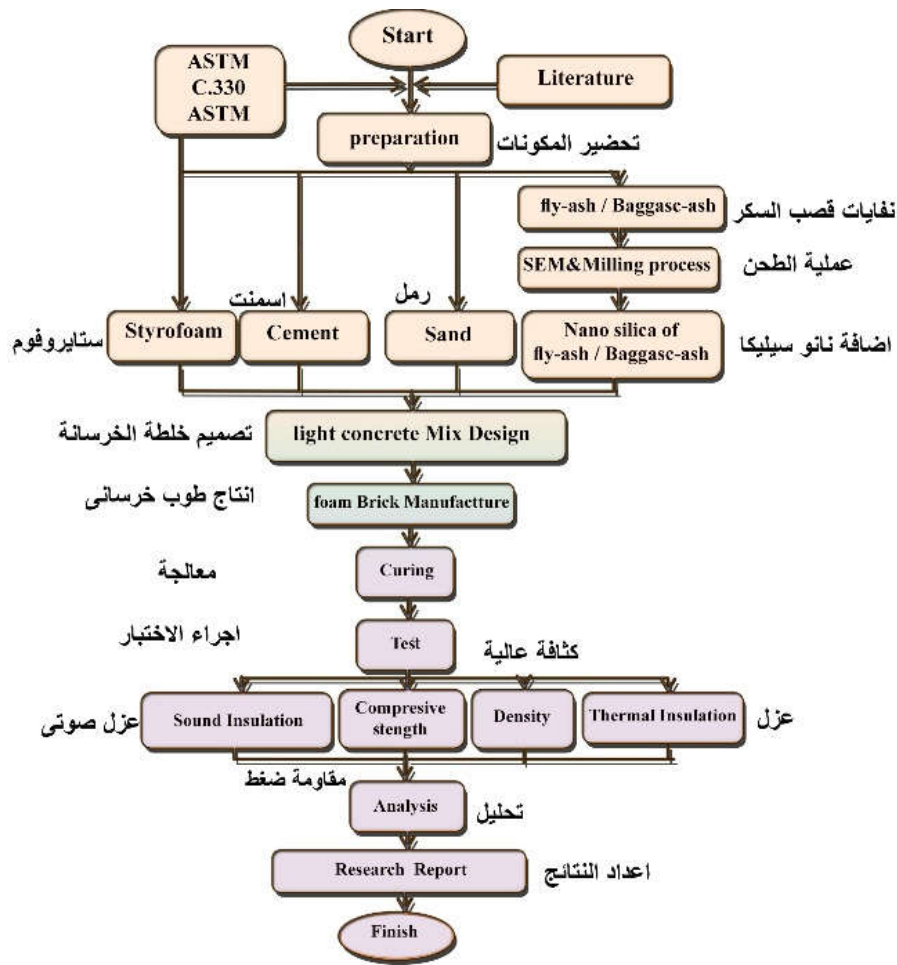 Start
ASTM
C.330
ASTM
Literature
preparation
تحضير المكونات
fly-ash / Baggasc-ash
نفايات قصب السكر
SEM&Milling process
عملية الطحن
ستايروفوم
Styrofoam
اسمنت
Cement
رمل
Sand
Nano silica of
fly-ash / Baggasc-ash
اضافة نانو سيليكا
تصميم خلطة الخرسانة
light concrete Mix Design
انتاج طوب خرسانى
foam Brick Manufactture
Curing
معالجة
اجراء الاختبار
Test
كثافة عالية
عزل صوتى
Sound Insulation
Compresive
stength
Density
Thermal Insulation
عزل
مقاومة ضغط
Analysis
تحليل
Research Report
اعداد النتائج
Finish